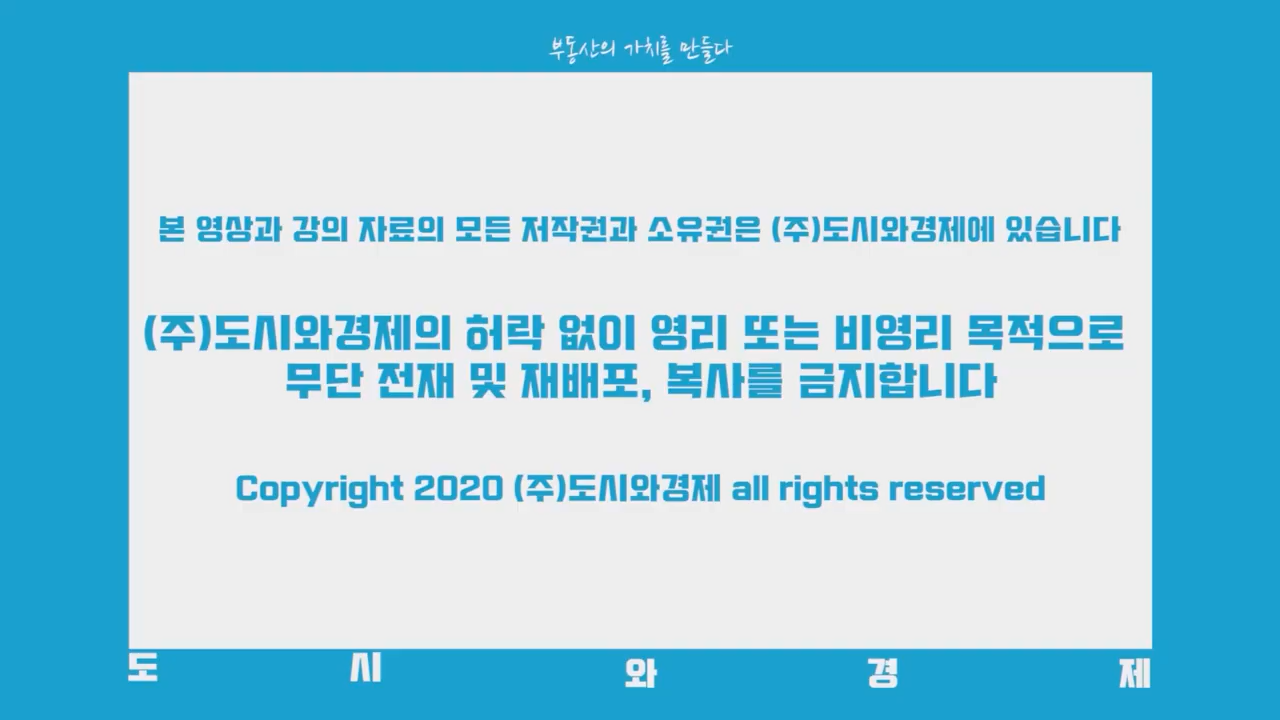 부동산의 가치를 만들다
본 영상과 강의 자료의 모든 저작권과 소유권은 (주)도시와경제에 있습니다
(주)도시와경제의 허락 없이 영리 또는 비영리 목적으로
무단 전재 및 재배포, 복사를 금지합니다
Copyright 2020 (주)도시와경제 all rights reserved
도 시 와 경 제